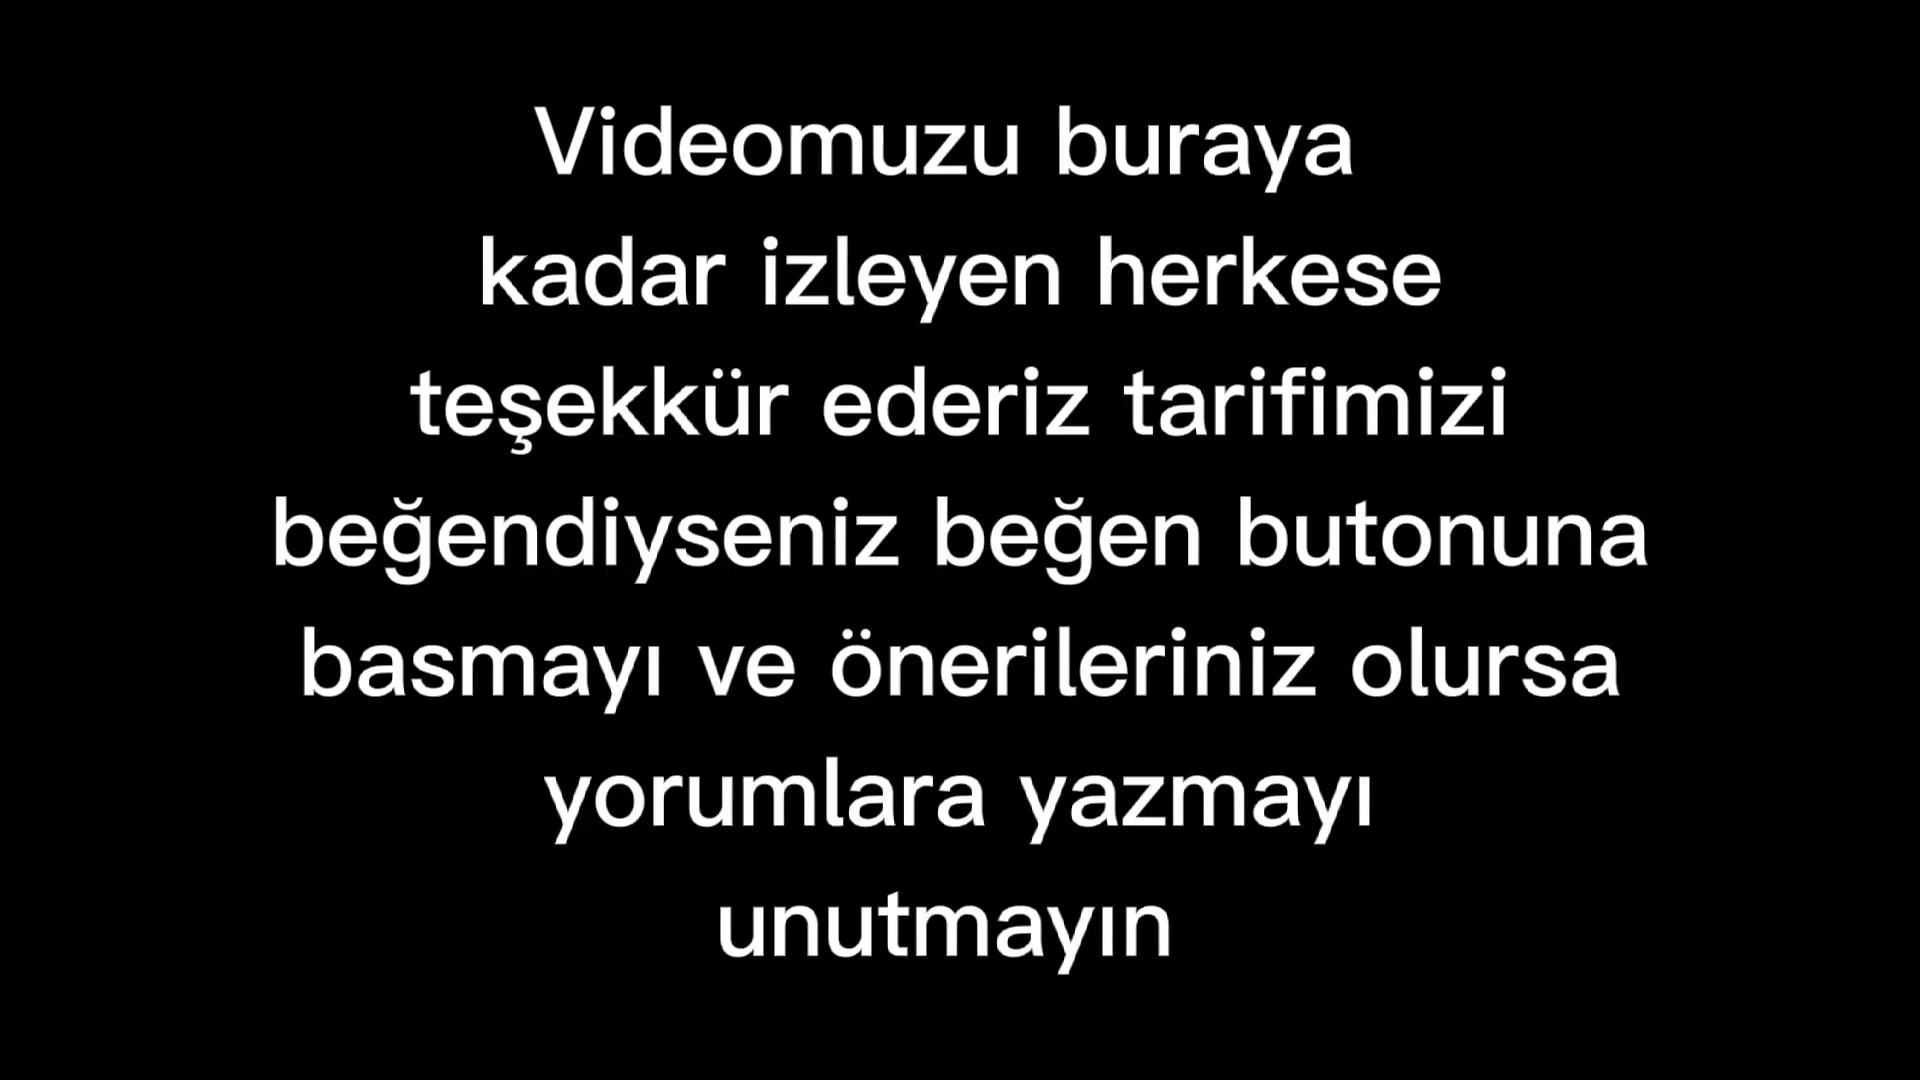 Videomuzu buraya
kadar izleyen herkese
teşekkür ederiz tarifimizi
beğendiyseniz beğen butonuna
basmayı ve önerileriniz olursa
yorumlara yazmayı
unutmayın